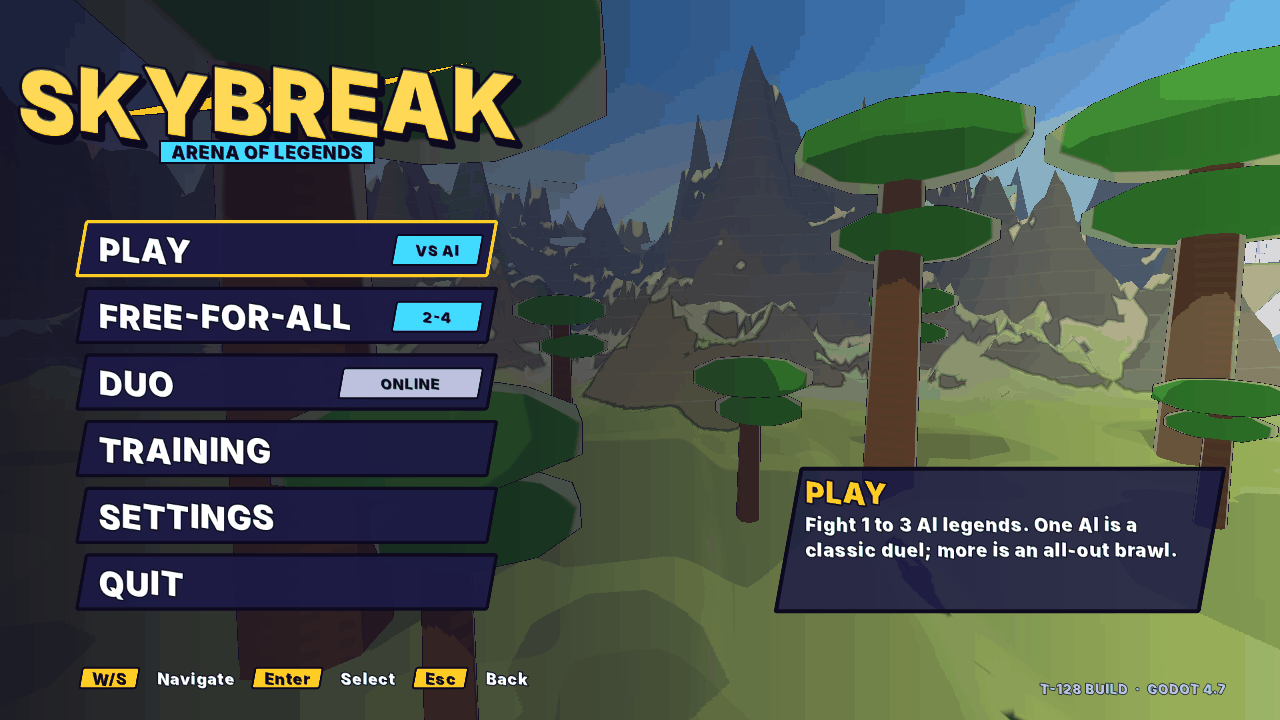 SKYBREAK
ARENA OF LEGENDS
PLAY VS AI
FREE-FOR-ALL 2-4
DUO ONLINE
TRAINING
SETTINGS
QUIT
PLAY
Fight 1 to 3 AI legends. One AI is a
classic duel; more is an all-out brawl.
W/S Navigate Enter Select Esc Back
T-128 BUILD · GODOT 4.7